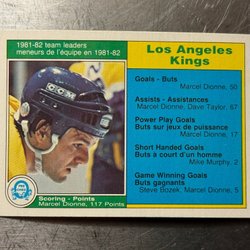 1981-82 team leaders
meneurs de l'équipe en 1981-82
CCM
Scoring - Points
Marcel Dionne, 117 Points
Los Angeles
Kings
Goals - Buts
Marcel Dionne, 50
Assists - Assistances
Marcel Dionne, Dave Taylor, 67
Power Play Goals
Buts sur jeux de puissance
Marcel Dionne, 17
Short Handed Goals
Buts à court d'un homme
Mike Murphy, 2
Game Winning Goals
Buts gagnants
Steve Bozek, Marcel Dionne, 5